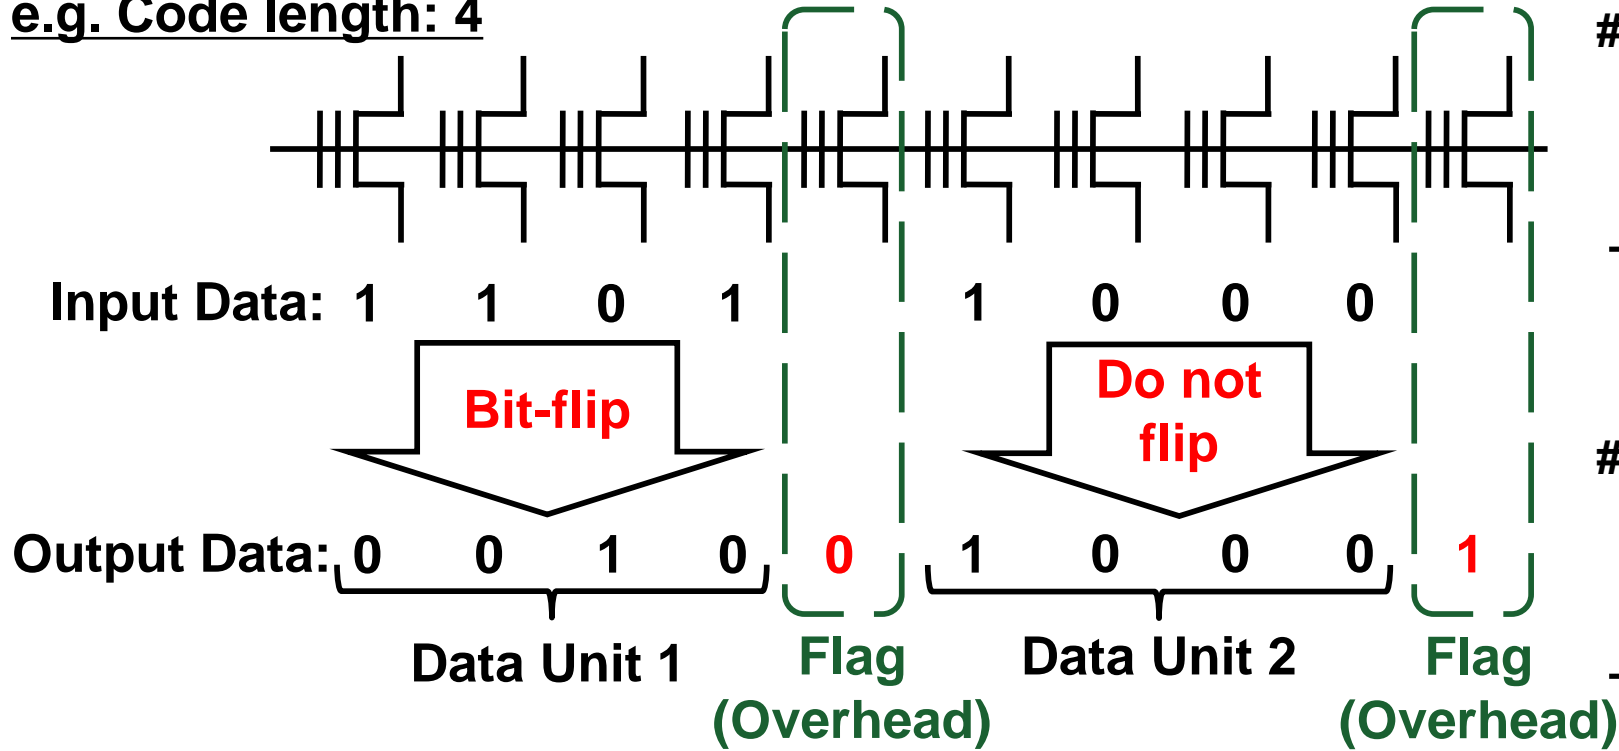 e.g. Code length: 4
#
Input Data: 1 1 0 1 1 0 0 0
Bit-flip
Do not
flip
#
Output Data: 0 0 1 0 0 1 0 0 0 1
Data Unit 1 Flag Data Unit 2 Flag
(Overhead) (Overhead)